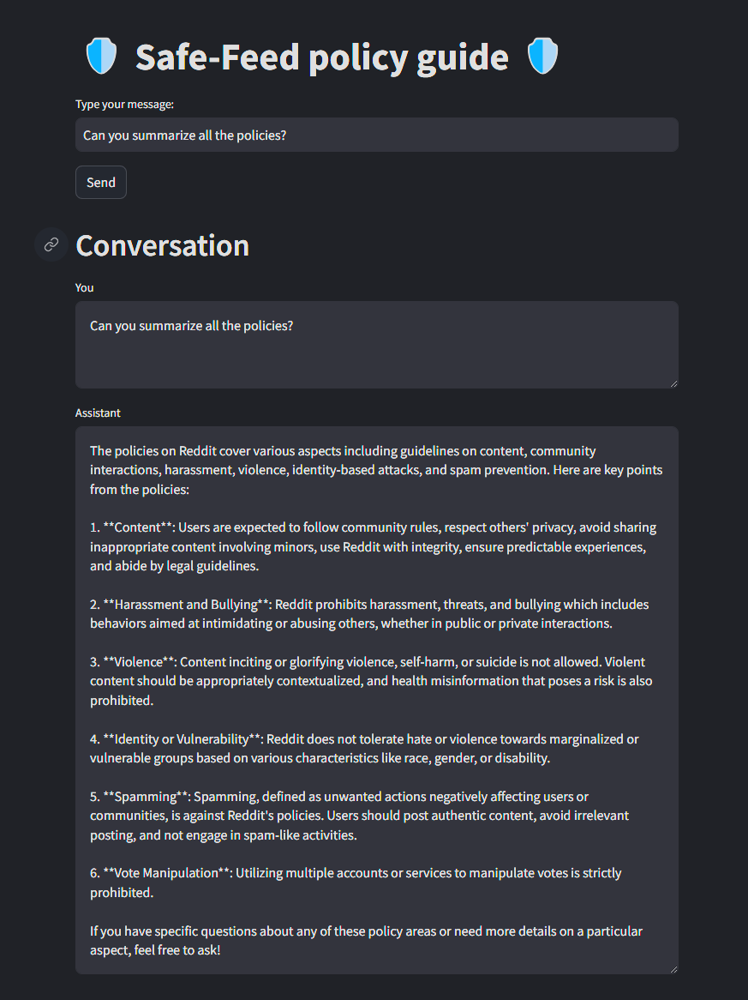 Safe-Feed policy guide
Type your message:
Can you summarize all the policies?
Send
Conversation
You
Can you summarize all the policies?
Assistant
The policies on Reddit cover various aspects including guidelines on content, community
interactions, harassment, violence, identity-based attacks, and spam prevention. Here are key points
from the policies:
1. **Content**: Users are expected to follow community rules, respect others' privacy, avoid sharing
inappropriate content involving minors, use Reddit with integrity, ensure predictable experiences,
and abide by legal guidelines.
2. **Harassment and Bullying**: Reddit prohibits harassment, threats, and bullying which includes
behaviors aimed at intimidating or abusing others, whether in public or private interactions.
3. **Violence**: Content inciting or glorifying violence, self-harm, or suicide is not allowed. Violent
content should be appropriately contextualized, and health misinformation that poses a risk is also
prohibited.
4. **Identity or Vulnerability**: Reddit does not tolerate hate or violence towards marginalized or
vulnerable groups based on various characteristics like race, gender, or disability.
5. **Spamming**: Spamming, defined as unwanted actions negatively affecting users or
communities, is against Reddit's policies. Users should post authentic content, avoid irrelevant
posting, and not engage in spam-like activities.
6. **Vote Manipulation**: Utilizing multiple accounts or services to manipulate votes is strictly
prohibited.
If you have specific questions about any of these policy areas or need more details on a particular
aspect, feel free to ask!